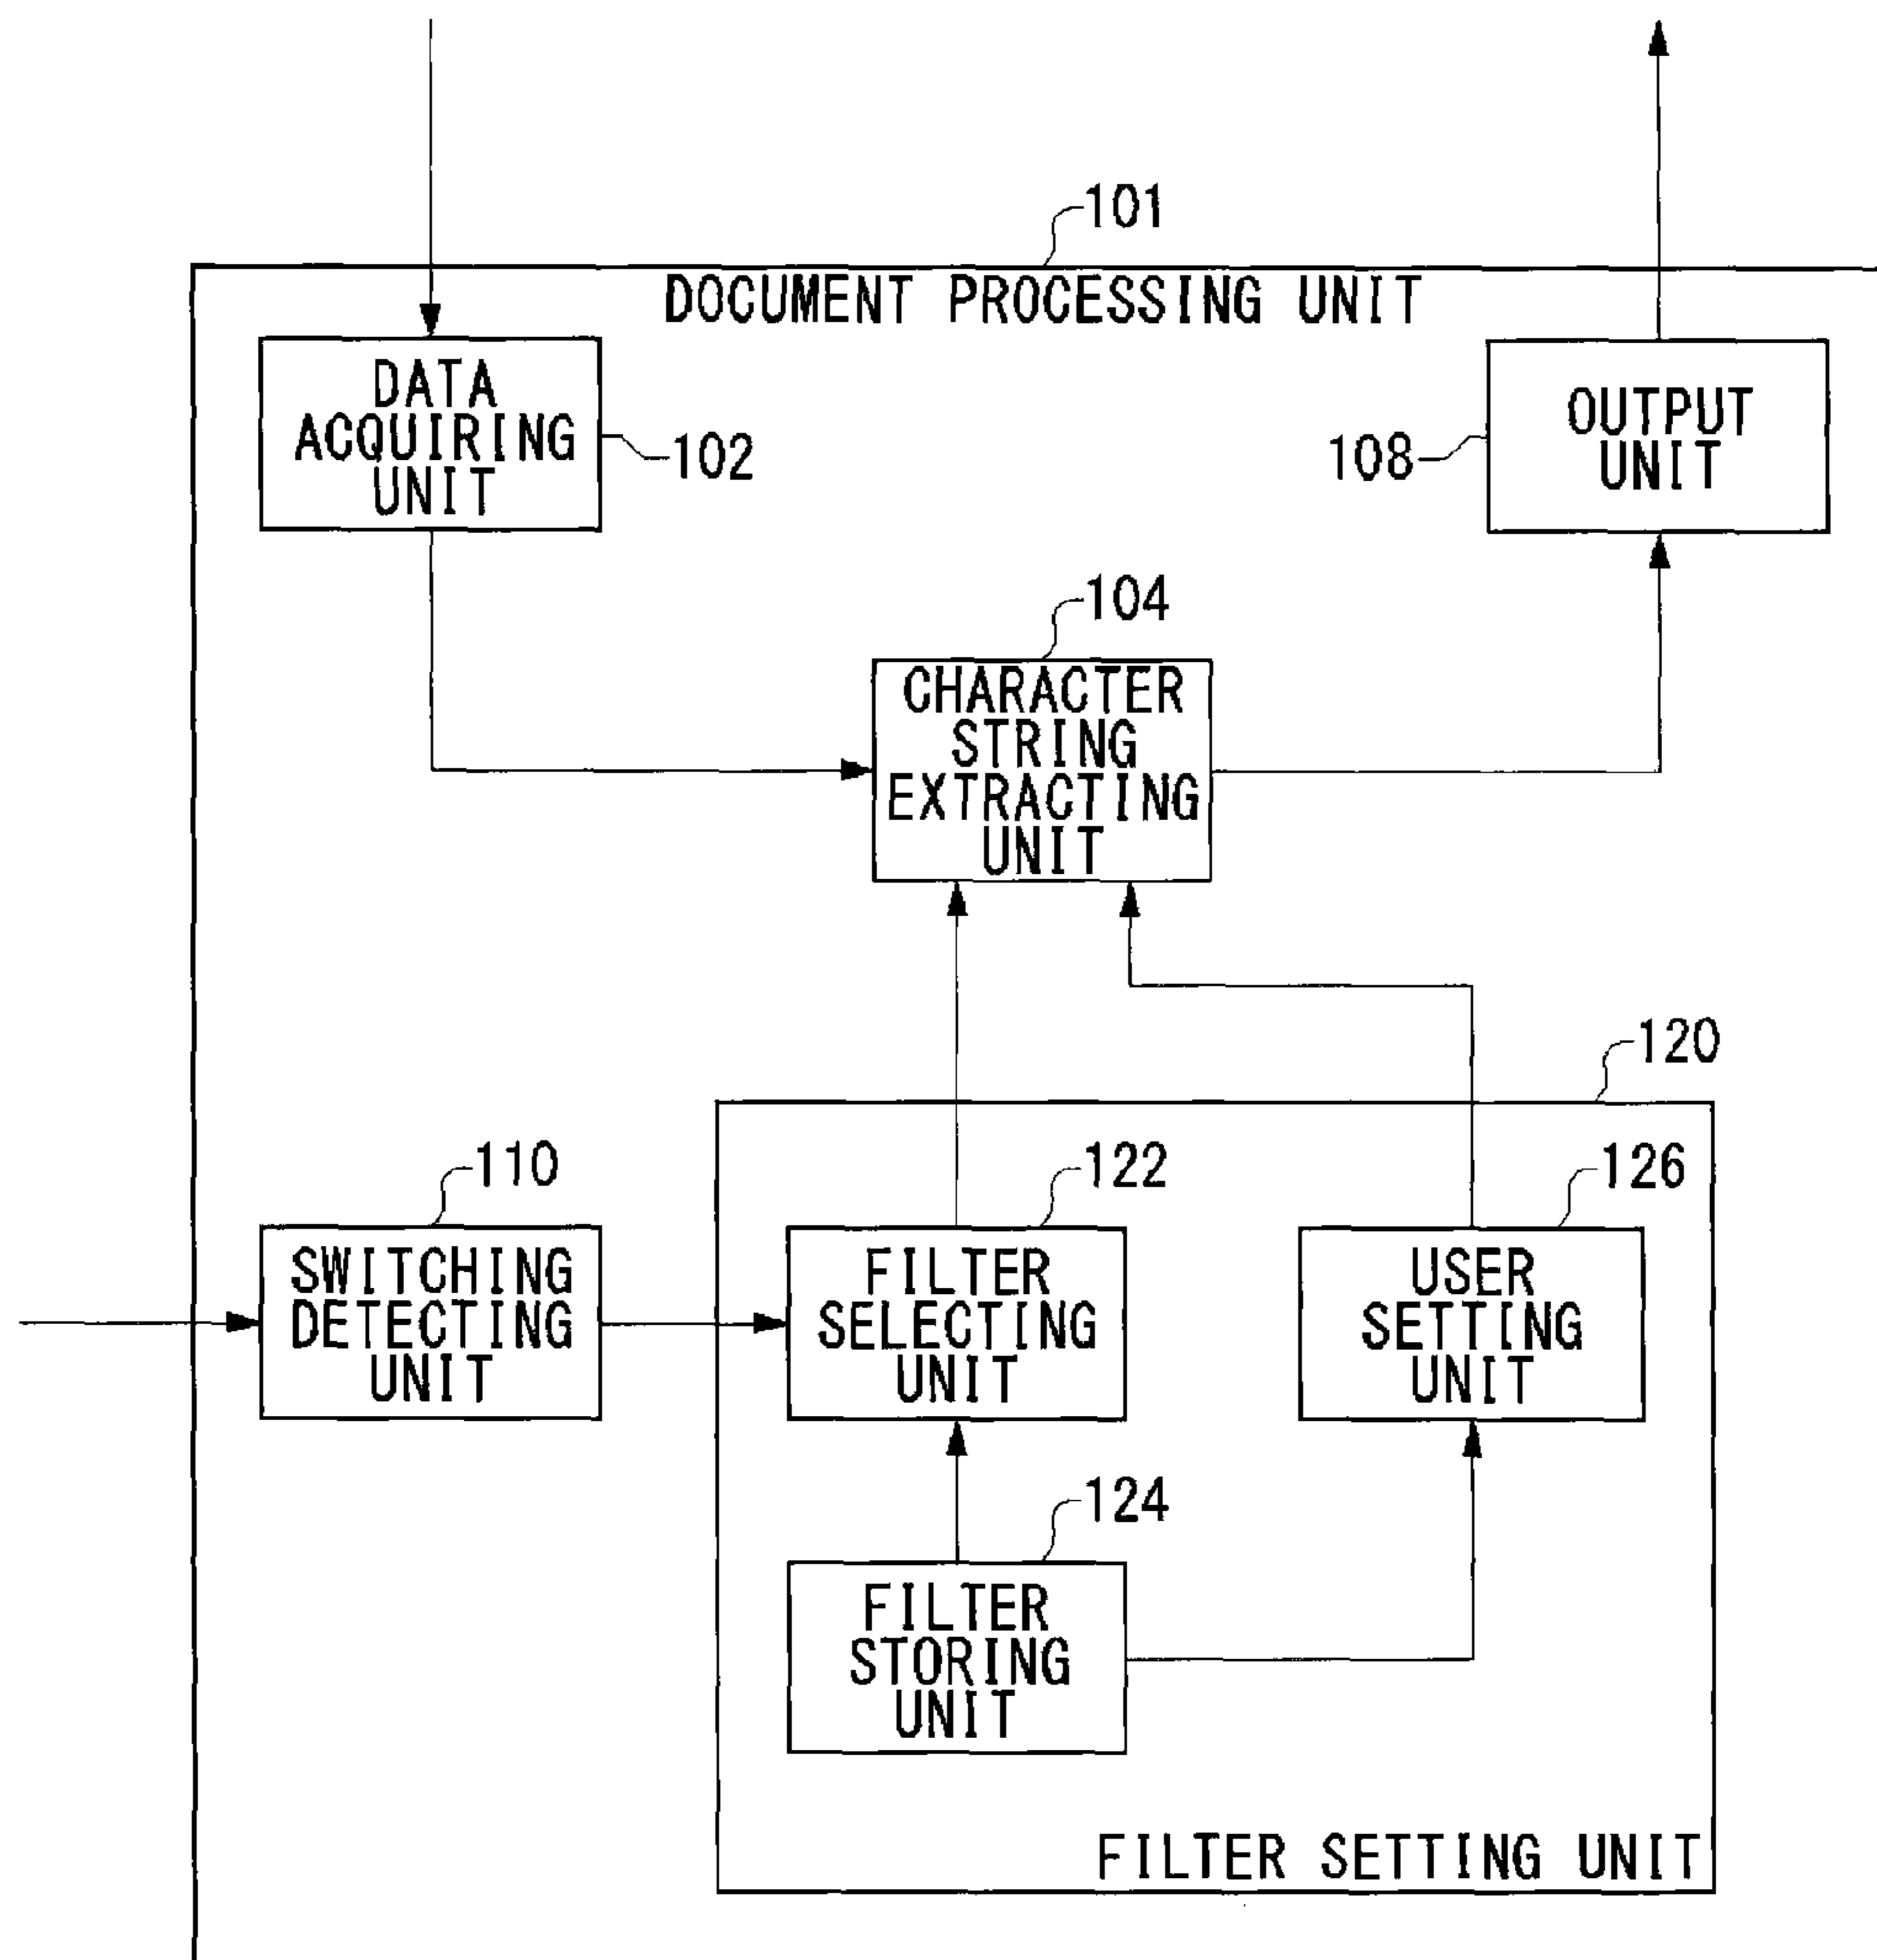 101
DOCUMENT PROCESSING UNIT
DATA
ACQUIRING
UNIT
102
108
OUTPUT
UNIT
104
CHARACTER
STRING
EXTRACTING
UNIT
120
110
122
126
SWITCHING
DETECTING
UNIT
FILTER
SELECTING
UNIT
USER
SETTING
UNIT
124
FILTER
STORING
UNIT
FILTER SETTING UNIT